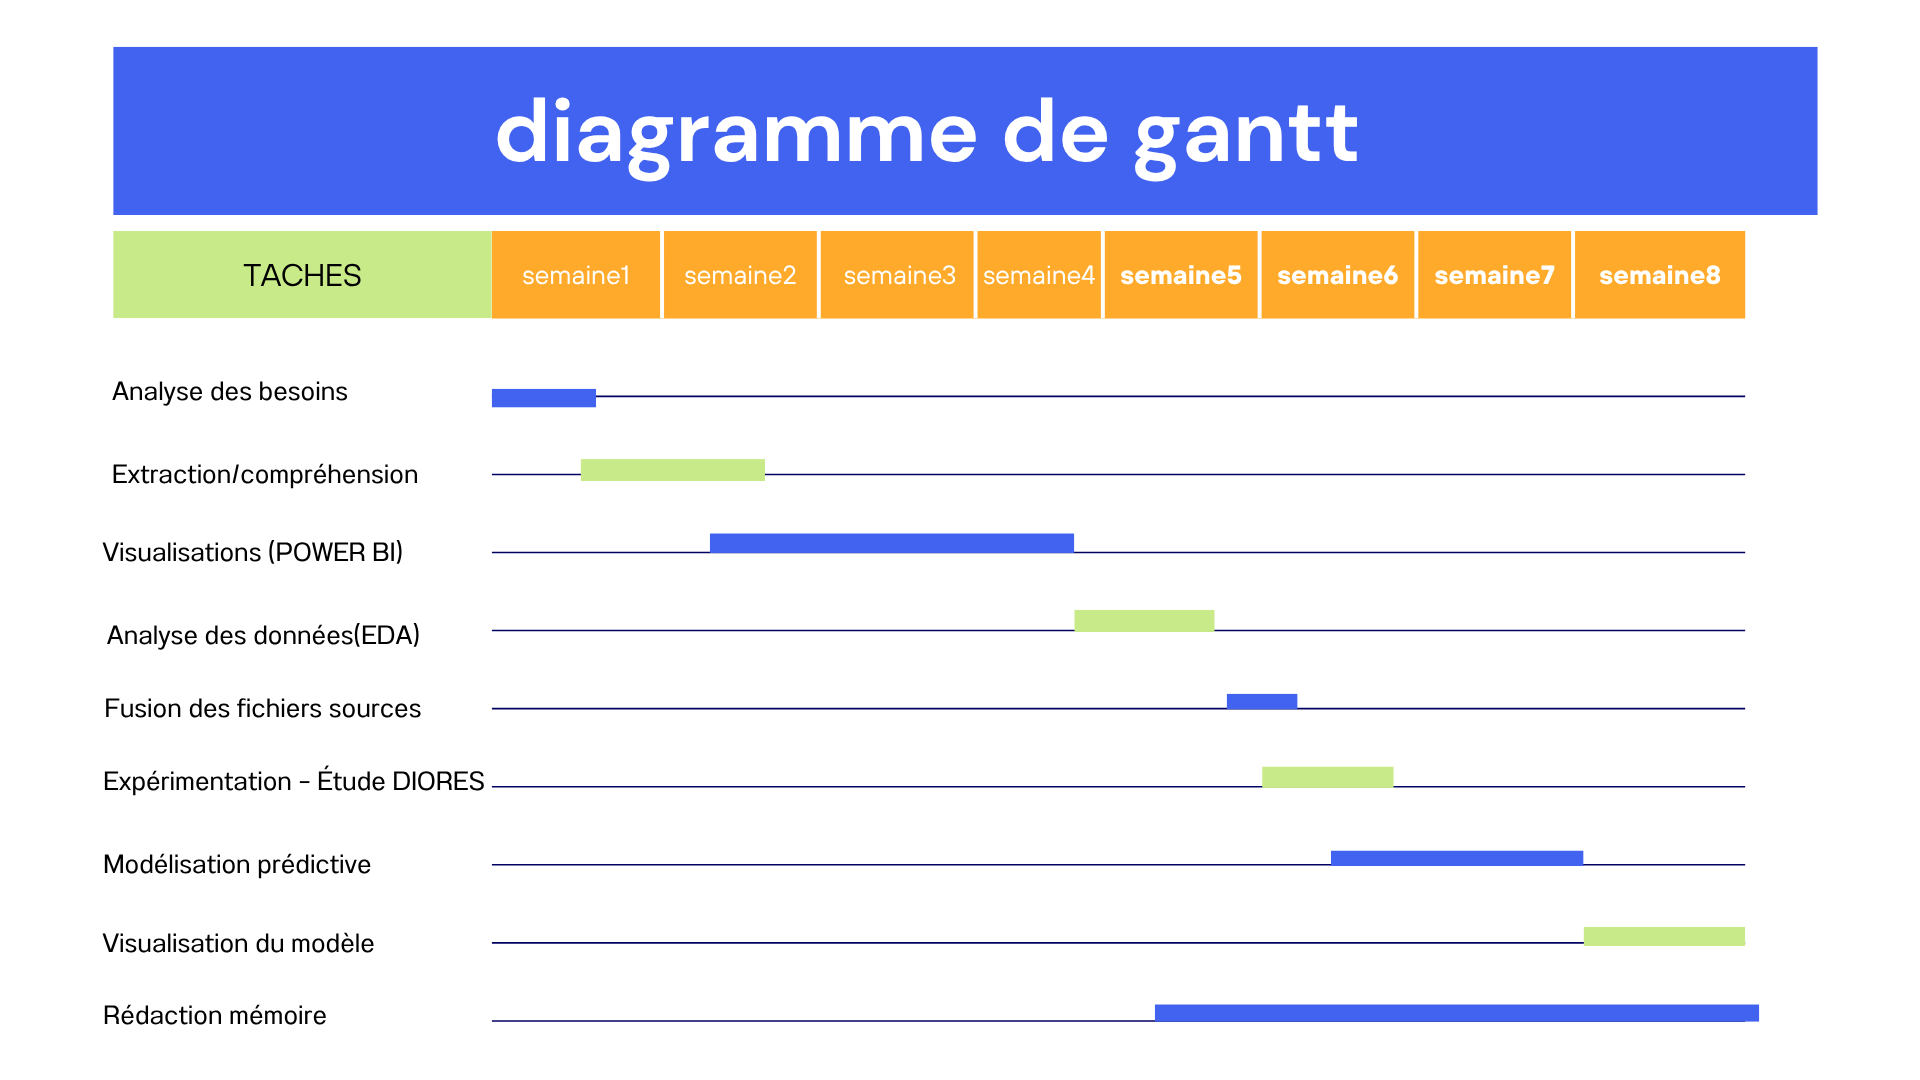 diagramme de gantt
TACHES semaine1 semaine2 semaine3 semaine4 semaine5 semaine6 semaine7 semaine8
Analyse des besoins
Extraction/compréhension
Visualisations (POWER BI)
Analyse des données(EDA)
Fusion des fichiers sources
Expérimentation - Étude DIORES
Modélisation prédictive
Visualisation du modèle
Rédaction mémoire